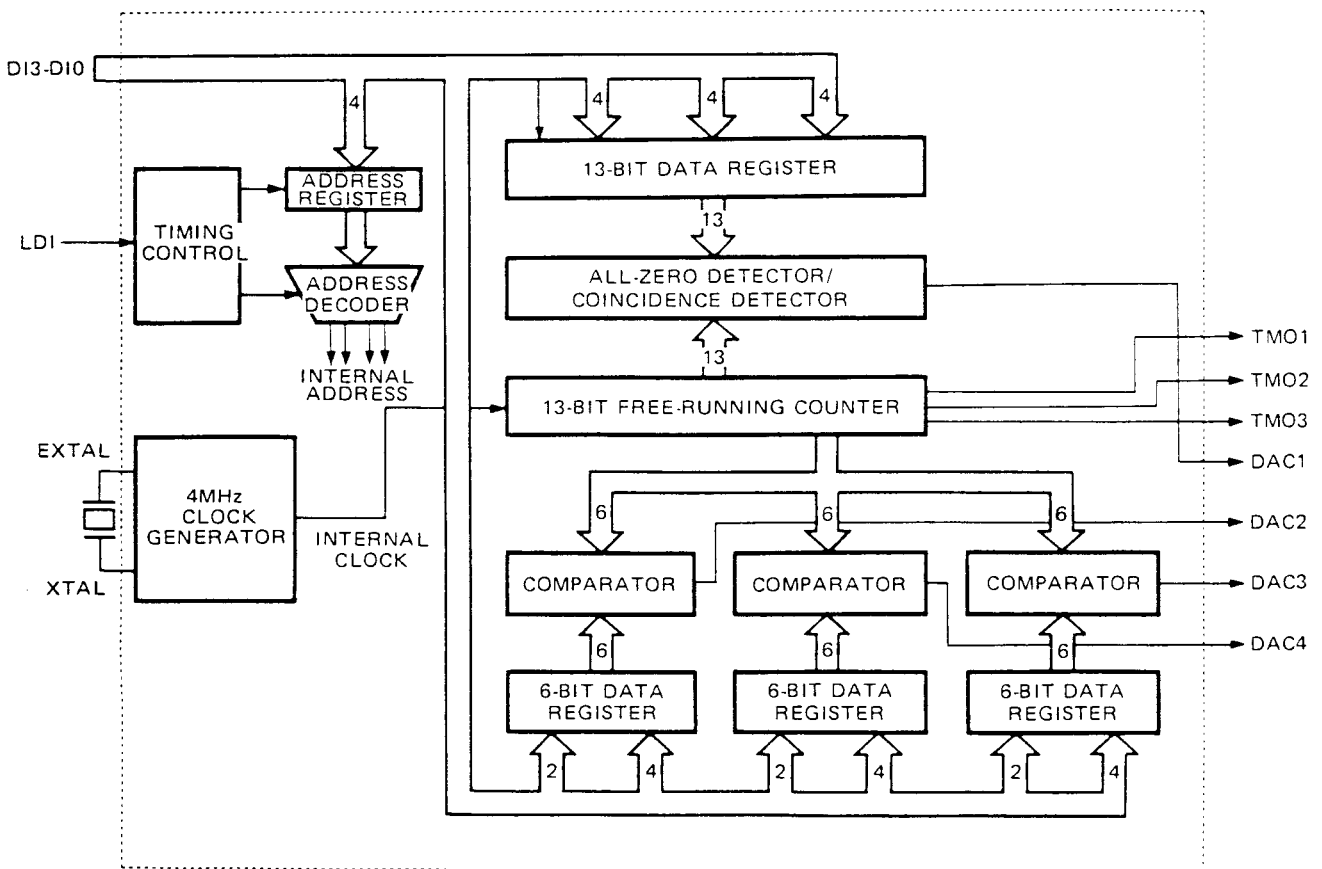 DI3-DI0
4
4
4
4
13-BIT DATA REGISTER
ADDRESS
REGISTER
TIMING
CONTROL
LDI
13
ADDRESS
DECODER
ALL-ZERO DETECTOR/
COINCIDENCE DETECTOR
13
INTERNAL
ADDRESS
13-BIT FREE-RUNNING COUNTER
TMO1
TMO2
TMO3
DAC1
EXTAL
4MHz
CLOCK
GENERATOR
XTAL
INTERNAL
CLOCK
6
6
6
DAC2
COMPARATOR
COMPARATOR
COMPARATOR
DAC3
6
6
6
DAC4
6-BIT DATA
REGISTER
6-BIT DATA
REGISTER
6-BIT DATA
REGISTER
2
4
2
4
2
4